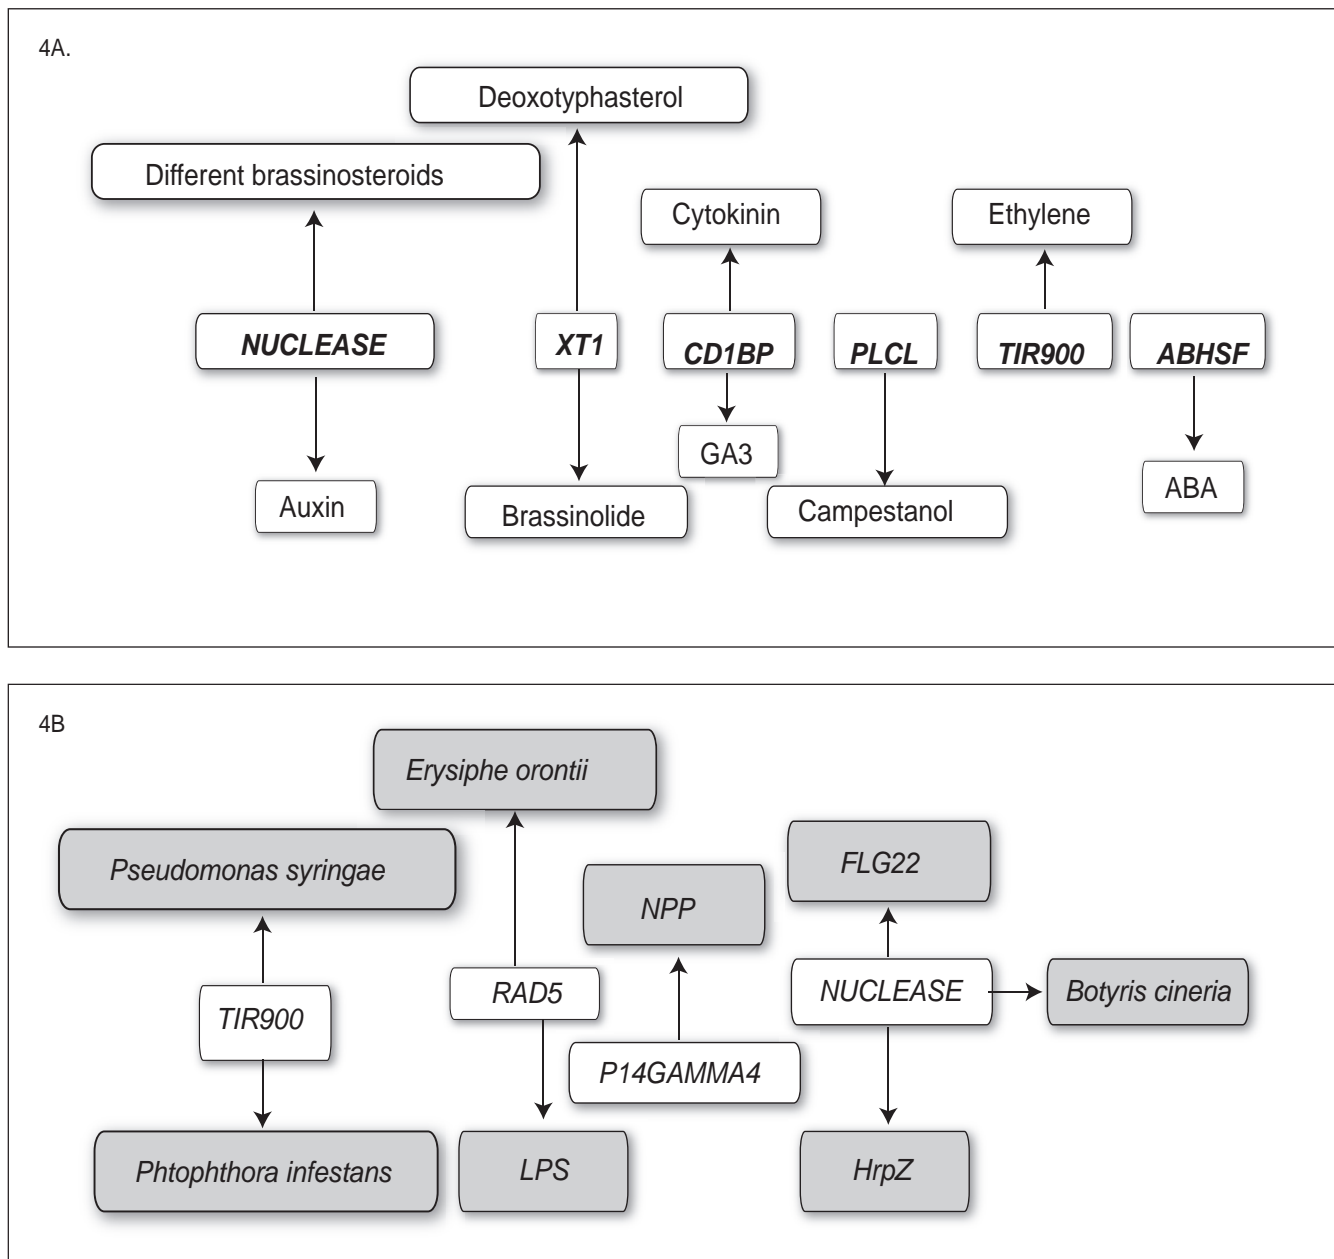 4A.
Deoxotyphasterol
Different brassinosteroids
Cytokinin
Ethylene
NUCLEASE
XT1
CD1BP
PLCL
TIR900
ABHSF
GA3
Auxin
Brassinolide
Campestanol
ABA
4B
Erysiphe orontii
Pseudomonas syringae
FLG22
NPP
RAD5
NUCLEASE
Botyris cineria
TIR900
P14GAMMA4
Phtophthora infestans
LPS
HrpZ